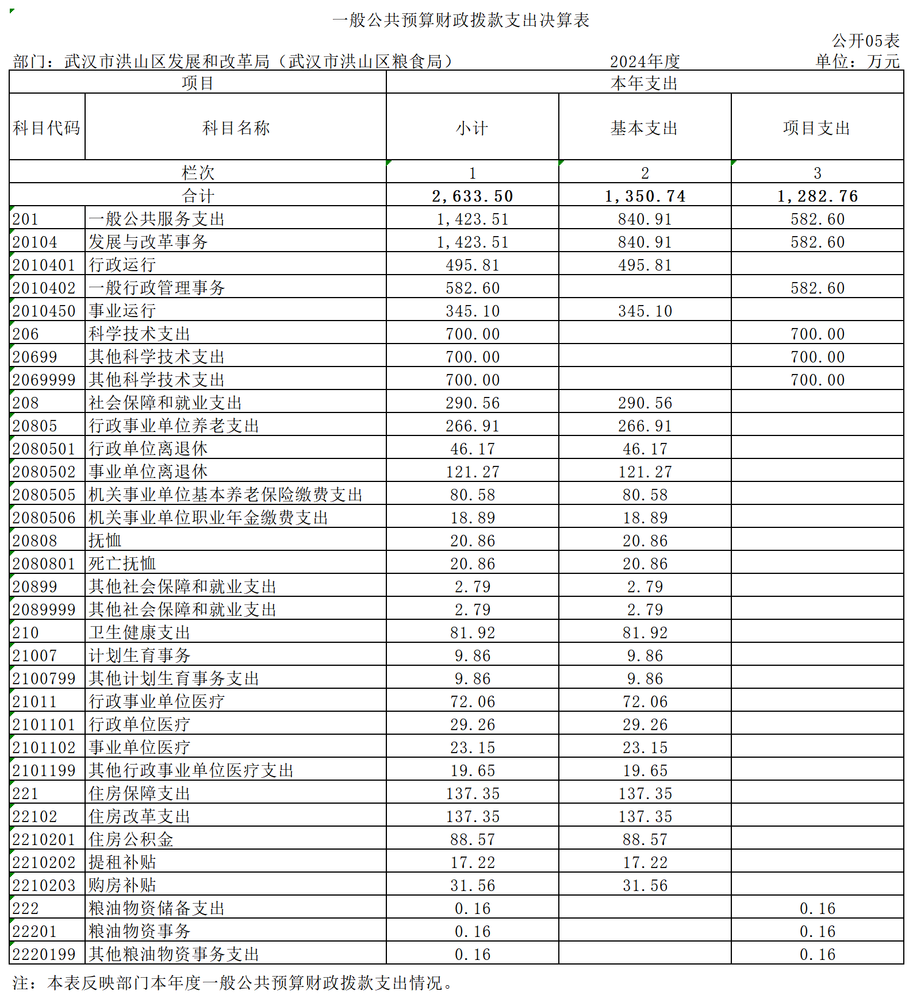 一般公共预算财政拨款支出决算表
公开05表
部门：武汉市洪山区发展和改革局（武汉市洪山区粮食局） 2024年度 单位：万元
项目 本年支出
科目代码 科目名称 小计 基本支出 项目支出
栏次 1 2 3
合计 2,633.50 1,350.74 1,282.76
201 一般公共服务支出 1,423.51 840.91 582.60
20104 发展与改革事务 1,423.51 840.91 582.60
2010401 行政运行 495.81 495.81
2010402 一般行政管理事务 582.60 582.60
2010450 事业运行 345.10 345.10
206 科学技术支出 700.00 700.00
20699 其他科学技术支出 700.00 700.00
2069999 其他科学技术支出 700.00 700.00
208 社会保障和就业支出 290.56 290.56
20805 行政事业单位养老支出 266.91 266.91
2080501 行政单位离退休 46.17 46.17
2080502 事业单位离退休 121.27 121.27
2080505 机关事业单位基本养老保险缴费支出 80.58 80.58
2080506 机关事业单位职业年金缴费支出 18.89 18.89
20808 抚恤 20.86 20.86
2080801 死亡抚恤 20.86 20.86
20899 其他社会保障和就业支出 2.79 2.79
2089999 其他社会保障和就业支出 2.79 2.79
210 卫生健康支出 81.92 81.92
21007 计划生育事务 9.86 9.86
2100799 其他计划生育事务支出 9.86 9.86
21011 行政事业单位医疗 72.06 72.06
2101101 行政单位医疗 29.26 29.26
2101102 事业单位医疗 23.15 23.15
2101199 其他行政事业单位医疗支出 19.65 19.65
221 住房保障支出 137.35 137.35
22102 住房改革支出 137.35 137.35
2210201 住房公积金 88.57 88.57
2210202 提租补贴 17.22 17.22
2210203 购房补贴 31.56 31.56
222 粮油物资储备支出 0.16 0.16
22201 粮油物资事务 0.16 0.16
2220199 其他粮油物资事务支出 0.16 0.16
注：本表反映部门本年度一般公共预算财政拨款支出情况。